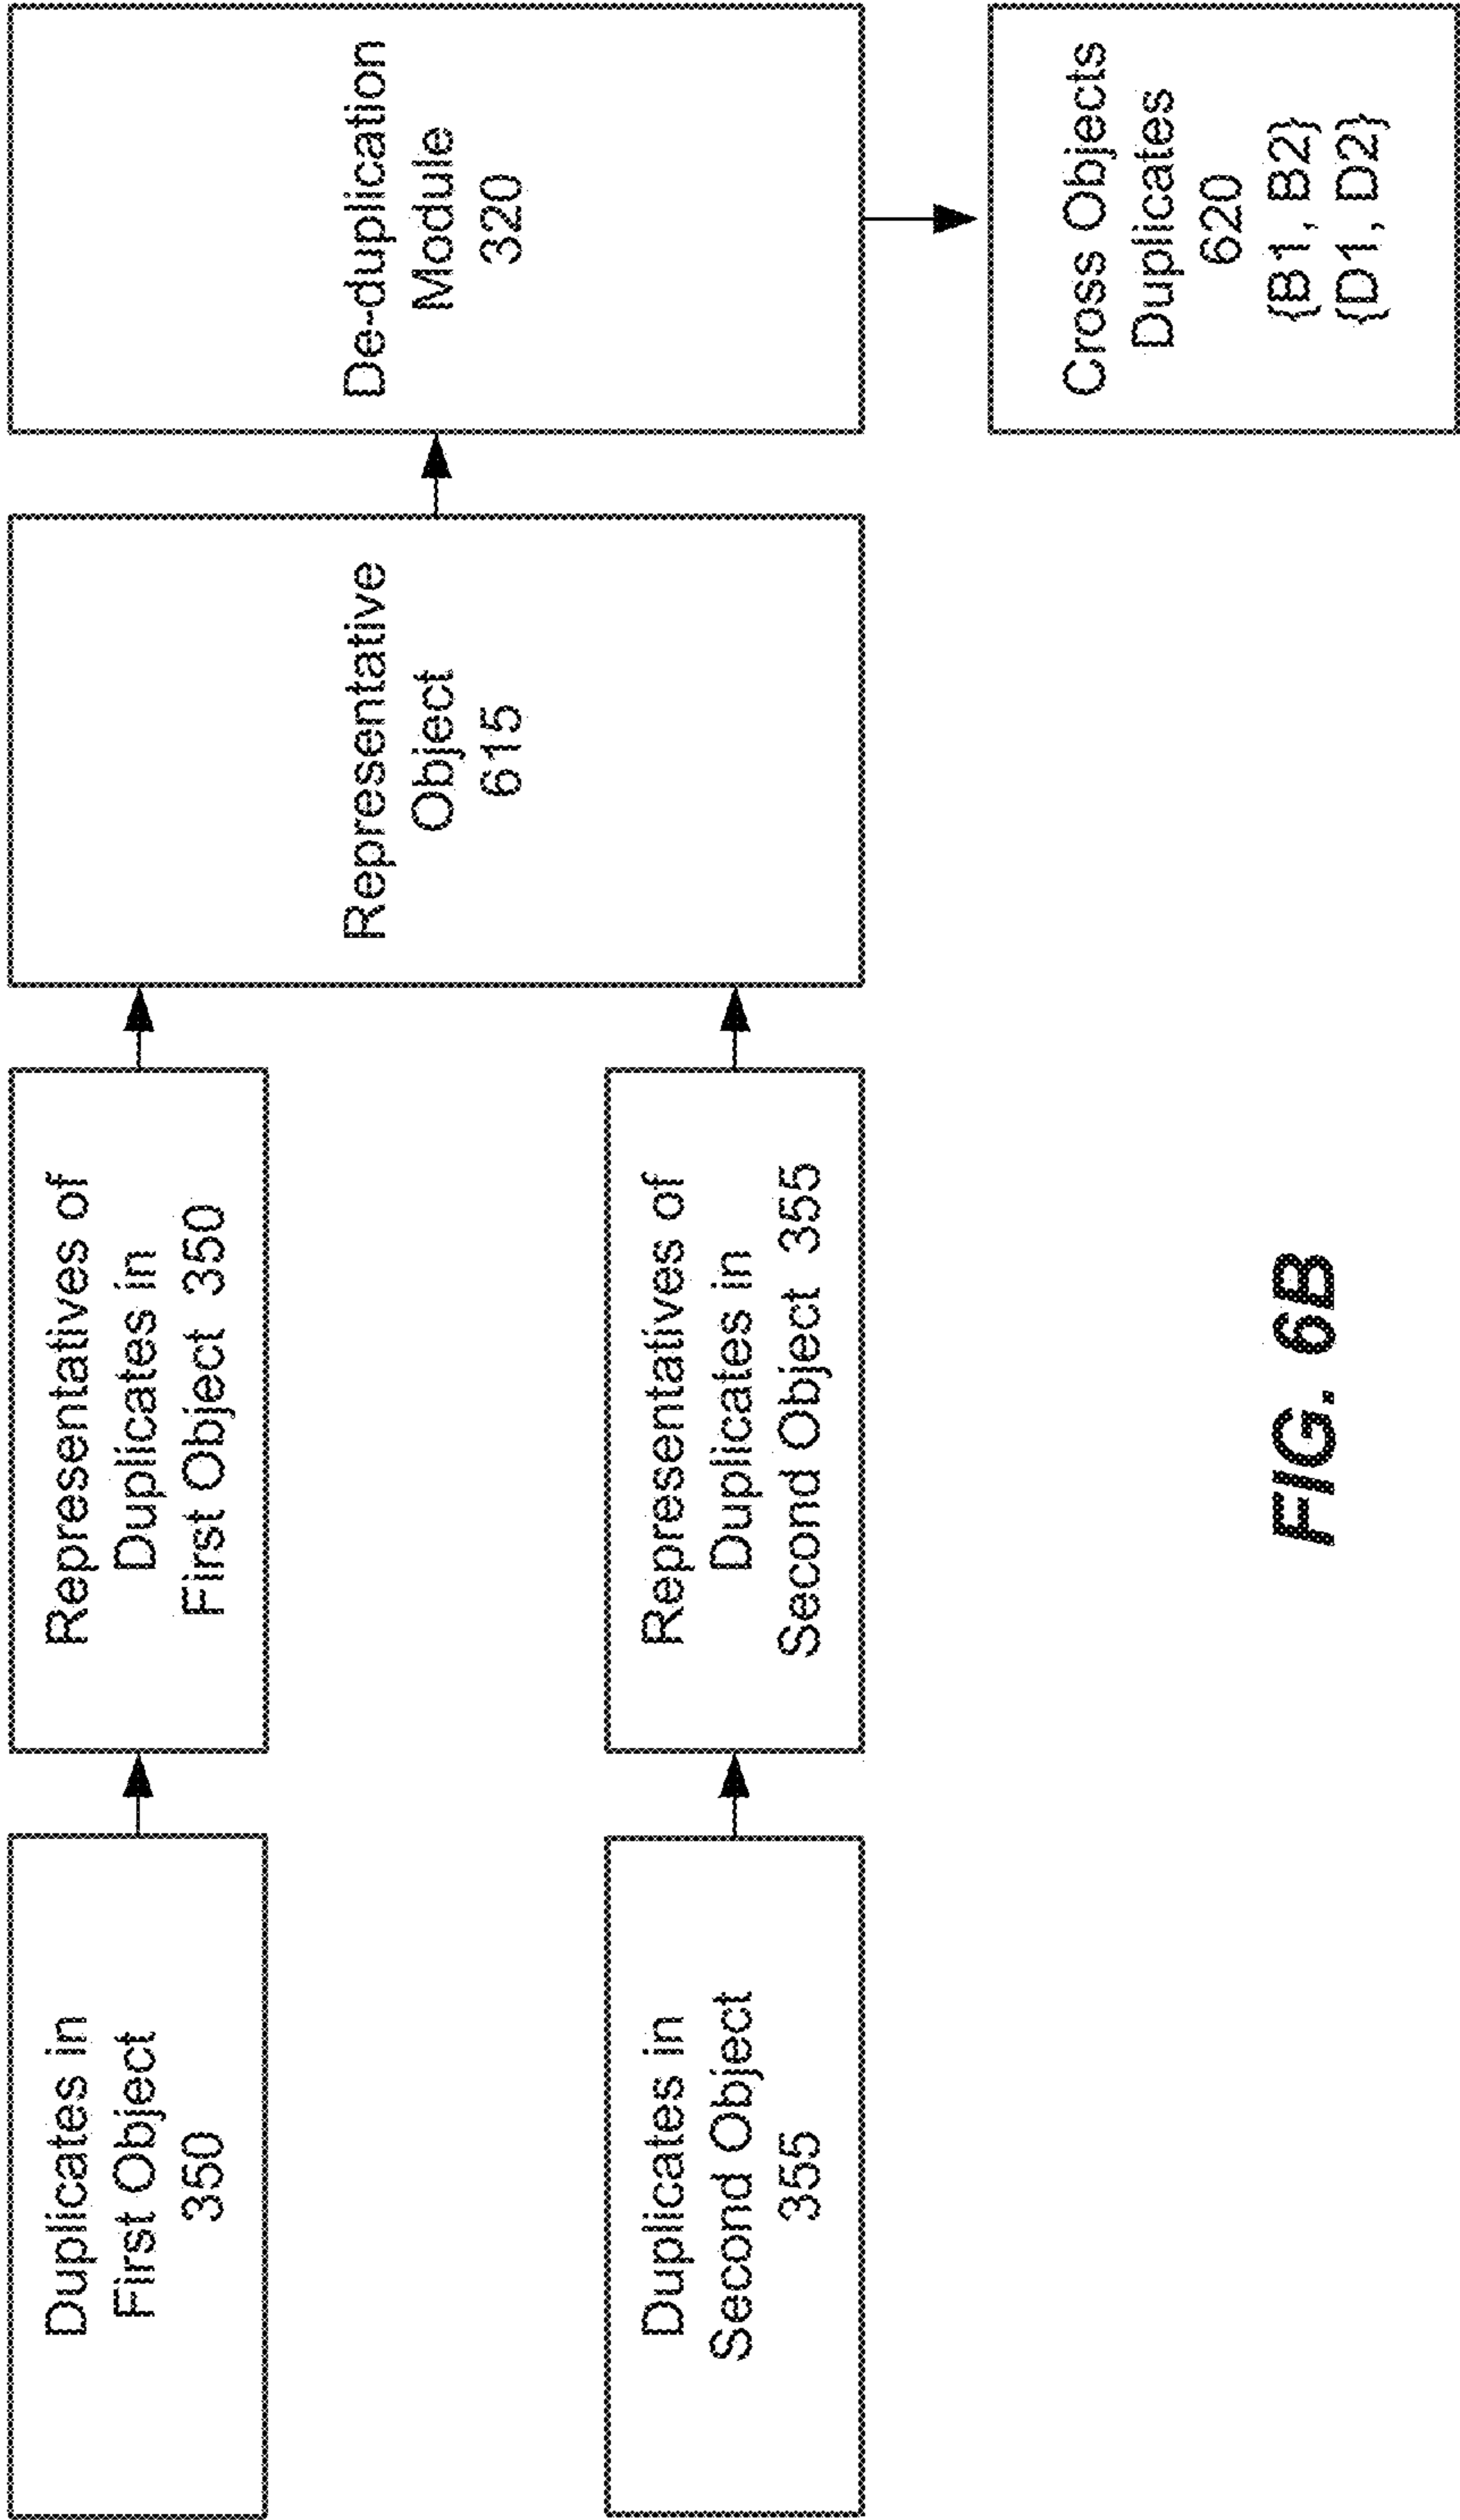 Duplicates in
First Object
350
Representatives of
Duplicates in
First Object 350
Duplicates in
Second Object
355
Representatives of
Duplicates in
Second Object 355
Representative
Object
615
De-duplication
Module
320
Cross Objects
Duplicates
620
{B1, B2}
{D1, D2}
FIG. 6B